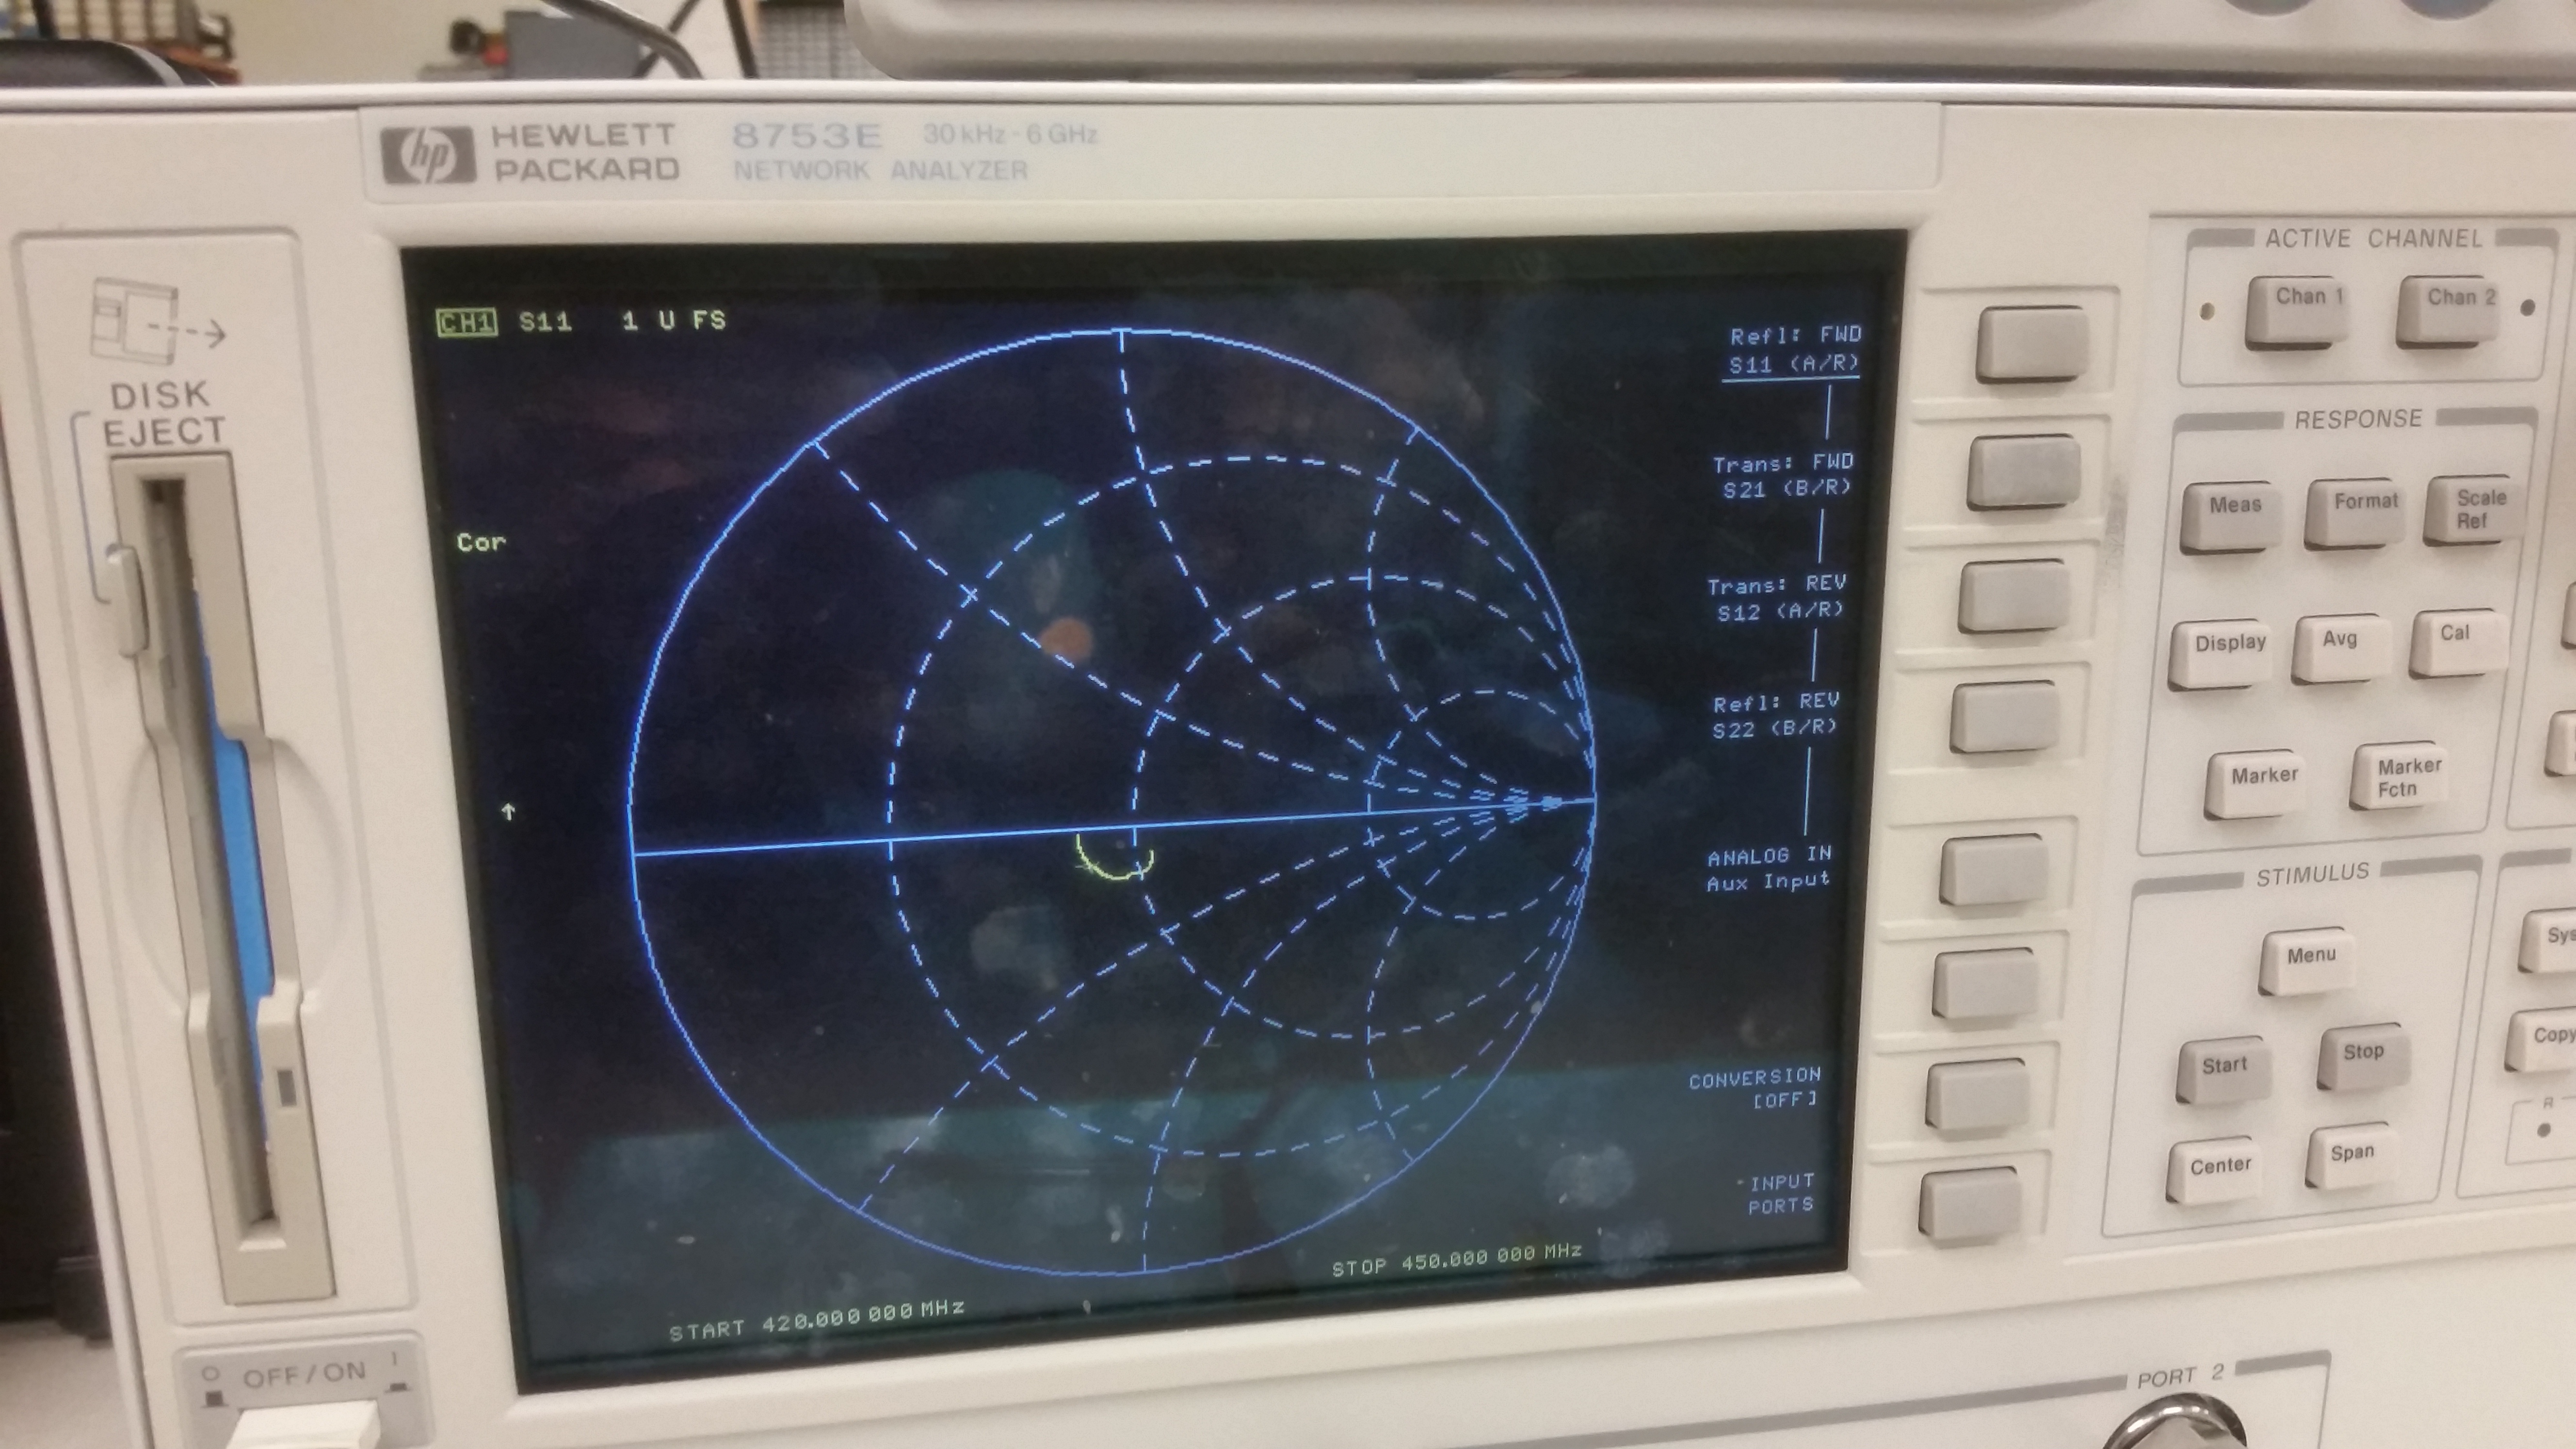 hp
HEWLETT
PACKARD
8753E 30 kHz - 6 GHz
NETWORK ANALYZER
DISK
EJECT
CH1 S11 1 U FS
Cor
↑
START 420.000 000 MHz
STOP 450.000 000 MHz
Refl: FWD
S11 (A/R)
Trans: FWD
S21 (B/R)
Trans: REV
S12 (A/R)
Refl: REV
S22 (B/R)
ANALOG IN
Aux Input
CONVERSION
[OFF]
INPUT
PORTS
ACTIVE CHANNEL
Chan 1
Chan 2
RESPONSE
Meas
Format
Scale
Ref
Display
Avg
Cal
Marker
Marker
Fctn
STIMULUS
Menu
Start
Stop
Center
Span
Sys
Copy
R
O OFF/ON I
PORT 2